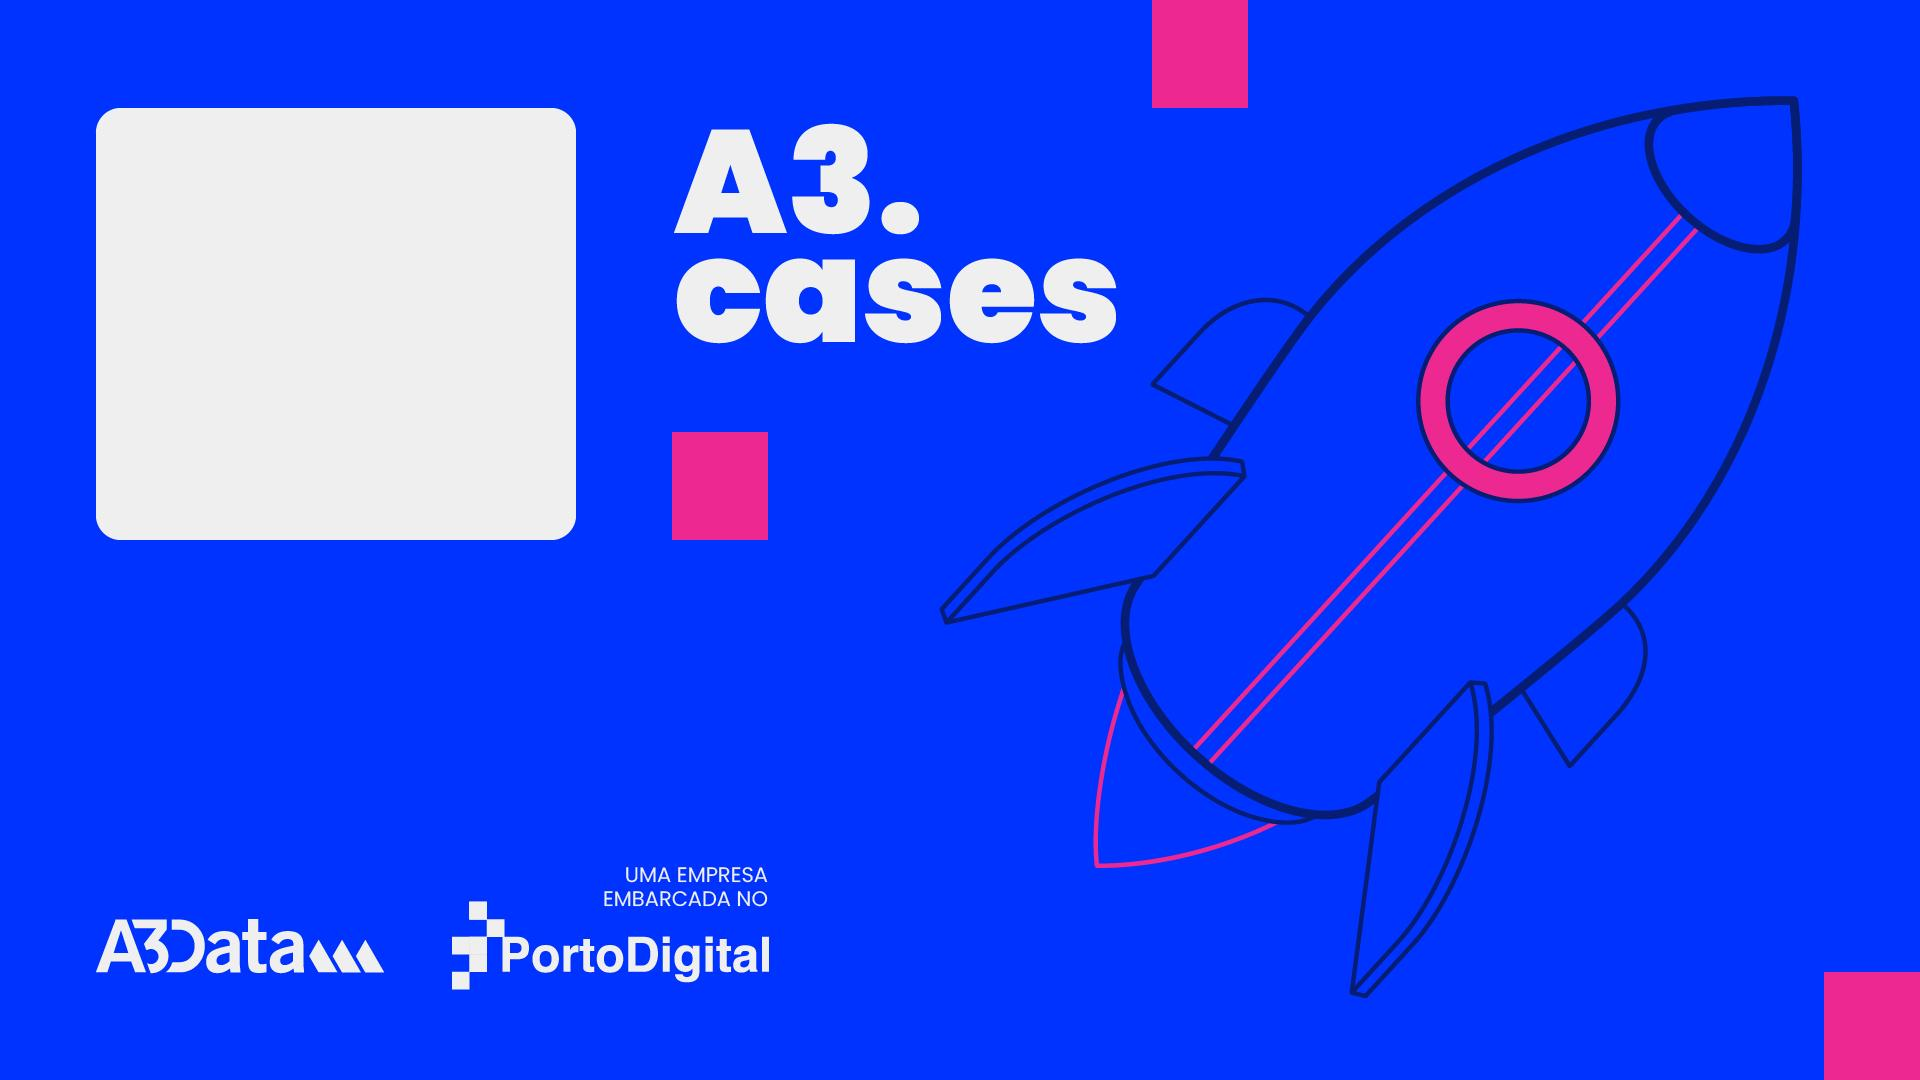 A3.
cases
UMA EMPRESA
EMBARCADA NO
A3Data
PortoDigital